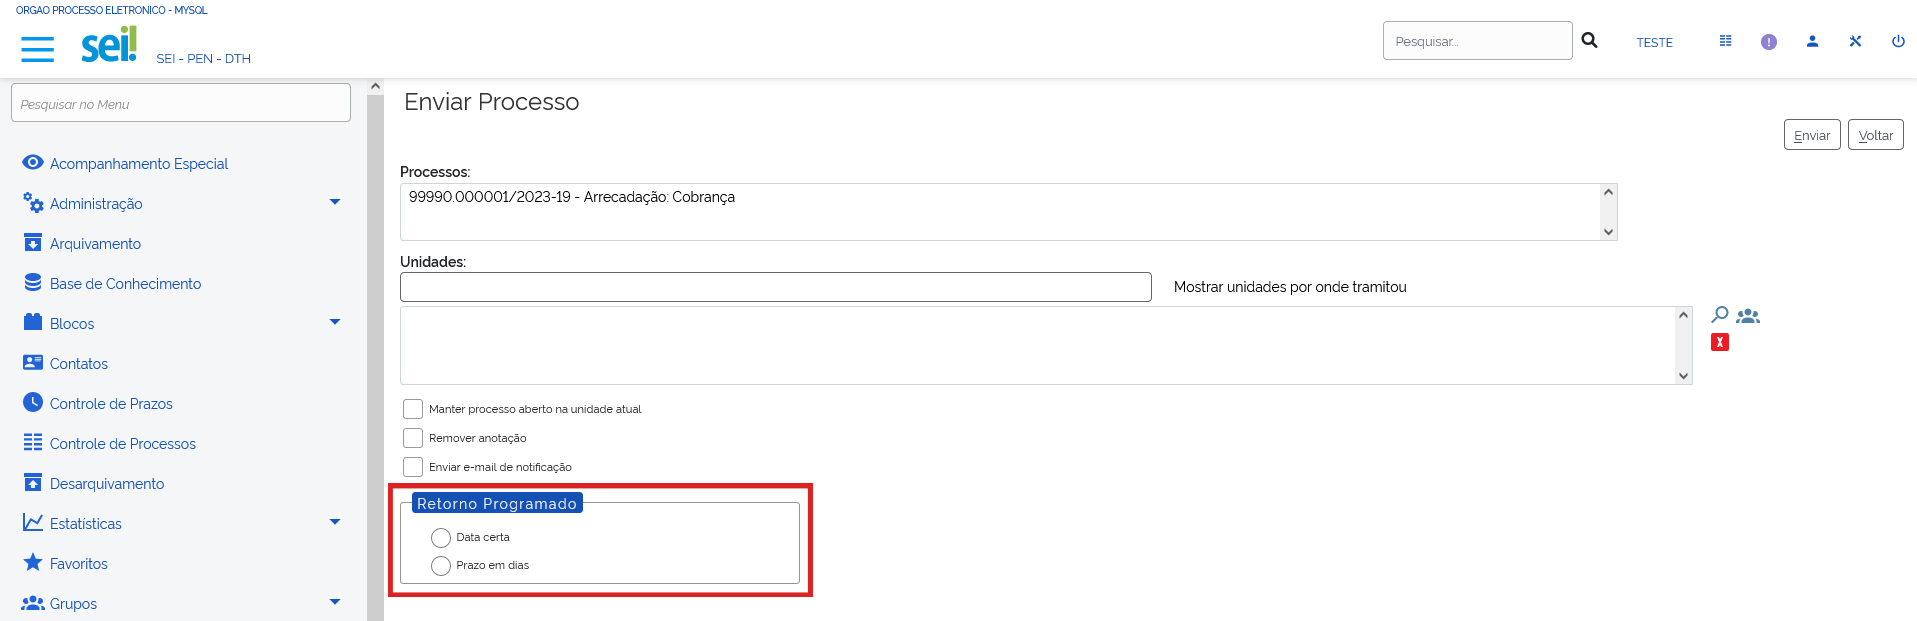 ORGAO PROCESSO ELETRONICO - MYSQL
sei!
SEI - PEN - DTH
Pesquisar...
TESTE
Pesquisar no Menu
Acompanhamento Especial
Administração
Arquivamento
Base de Conhecimento
Blocos
Contatos
Controle de Prazos
Controle de Processos
Desarquivamento
Estatísticas
Favoritos
Grupos
Enviar Processo
Enviar
Voltar
Processos:
99990.000001/2023-19 - Arrecadação: Cobrança
Unidades:
Mostrar unidades por onde tramitou
Manter processo aberto na unidade atual
Remover anotação
Enviar e-mail de notificação
Retorno Programado
Data certa
Prazo em dias